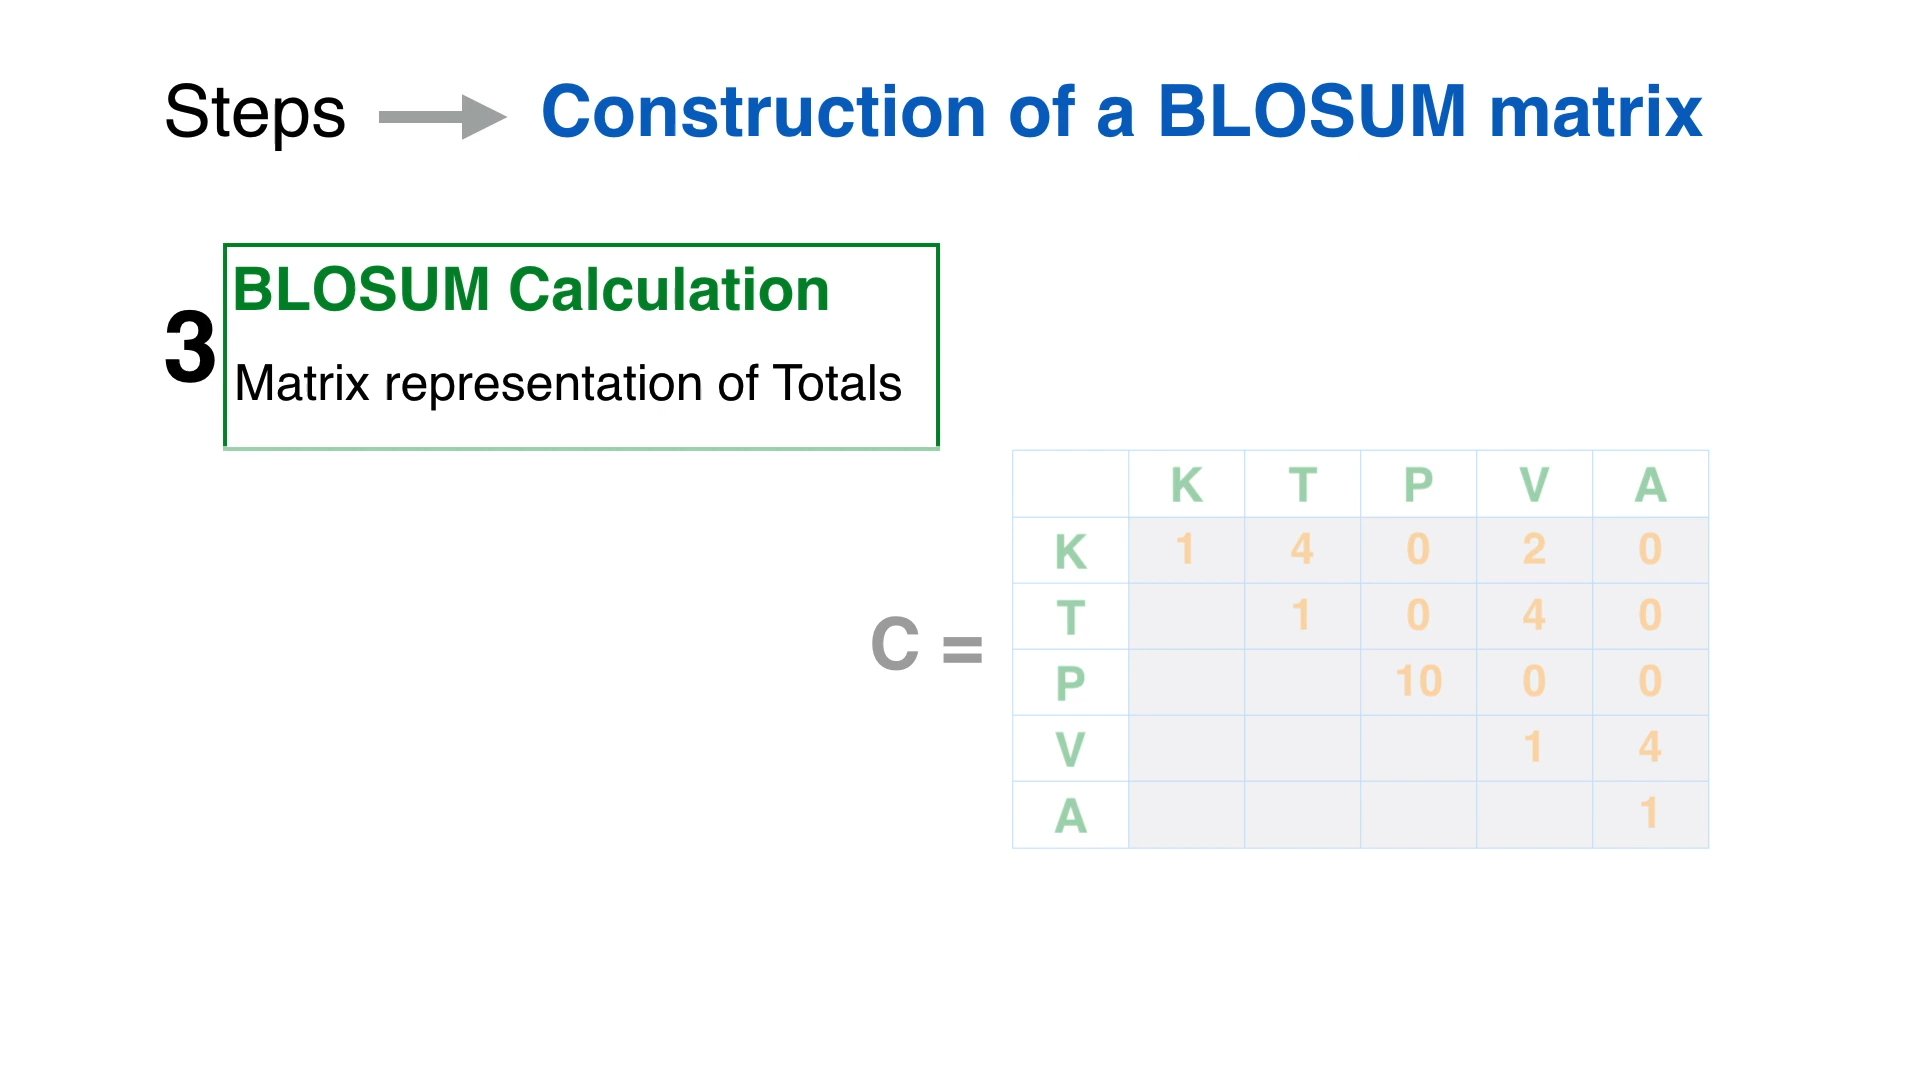 Steps Construction of a BLOSUM matrix
3
BLOSUM Calculation
Matrix representation of Totals
C =
K T P V A
K 1 4 0 2 0
T 1 0 4 0
P 10 0 0
V 1 4
A 1